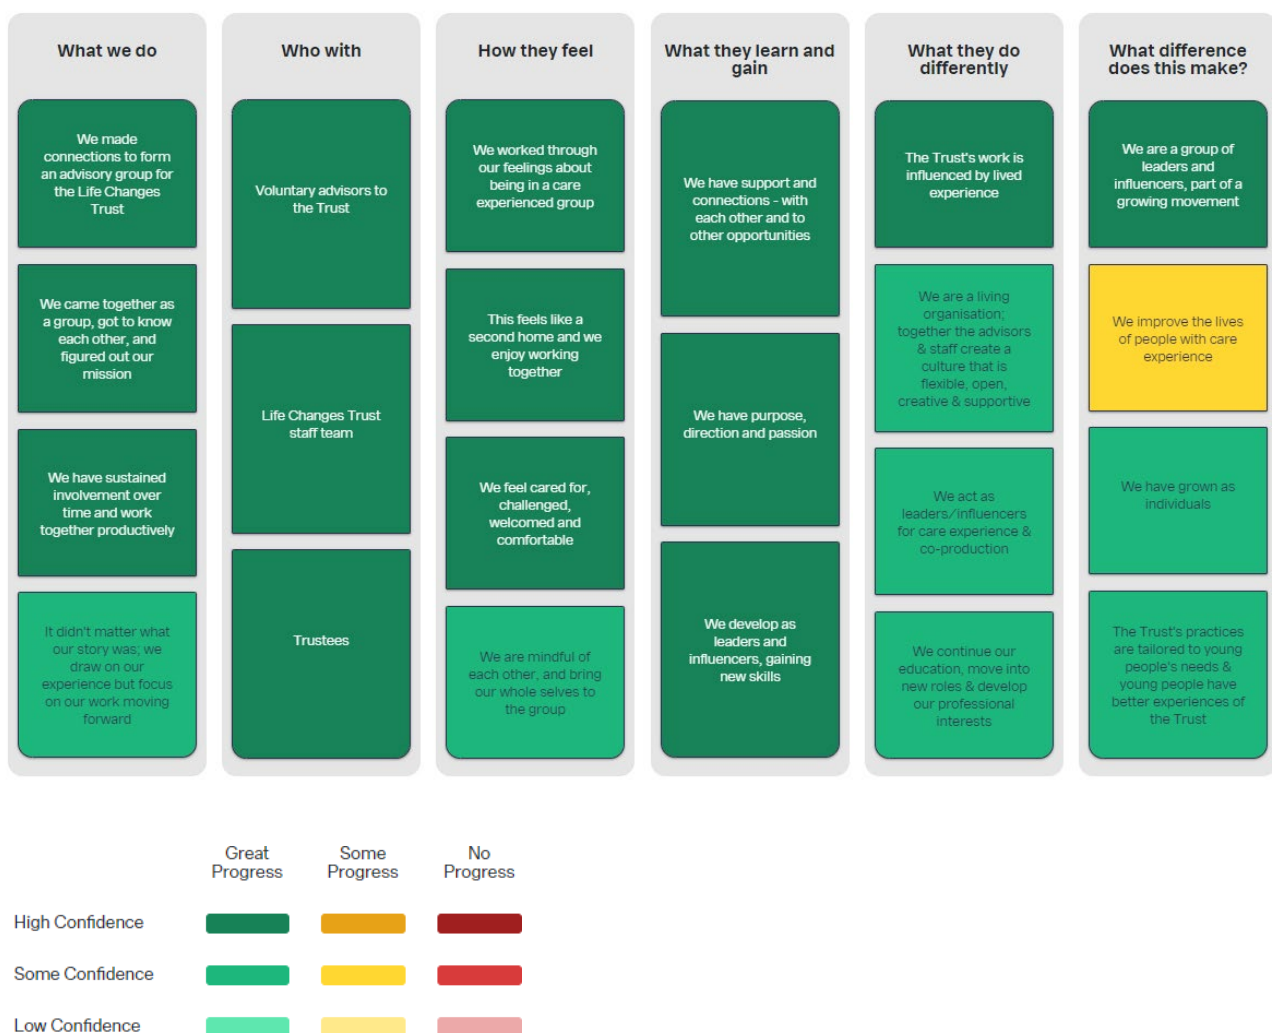 What we do
We made
connections to form
an advisory group for
the Life Changes
Trust
We came together as
a group, got to know
each other, and
figured out our
mission
We have sustained
involvement over
time and work
together productively
It didn't matter what
our story was; we
draw on our
experience but focus
on our work moving
forward
Who with
Voluntary advisors to
the Trust
Life Changes Trust
staff team
Trustees
How they feel
We worked through
our feelings about
being in a care
experienced group
This feels like a
second home and we
enjoy working
together
We feel cared for,
challenged,
welcomed and
comfortable
We are mindful of
each other, and bring
our whole selves to
the group
What they learn and
gain
We have support and
connections - with
each other and to
other opportunities
We have purpose,
direction and passion
We develop as
leaders and
influencers, gaining
new skills
What they do
differently
The Trust's work is
influenced by lived
experience
We are a living
organisation;
together the advisors
& staff create a
culture that is
flexible, open,
creative & supportive
We act as
leaders/influencers
for care experience &
co-production
We continue our
education, move into
new roles & develop
our professional
interests
What difference
does this make?
We are a group of
leaders and
influencers, part of a
growing movement
We improve the lives
of people with care
experience
We have grown as
individuals
The Trust's practices
are tailored to young
people's needs &
young people have
better experiences of
the Trust
Great
Progress
Some
Progress
No
Progress
High Confidence
Some Confidence
Low Confidence